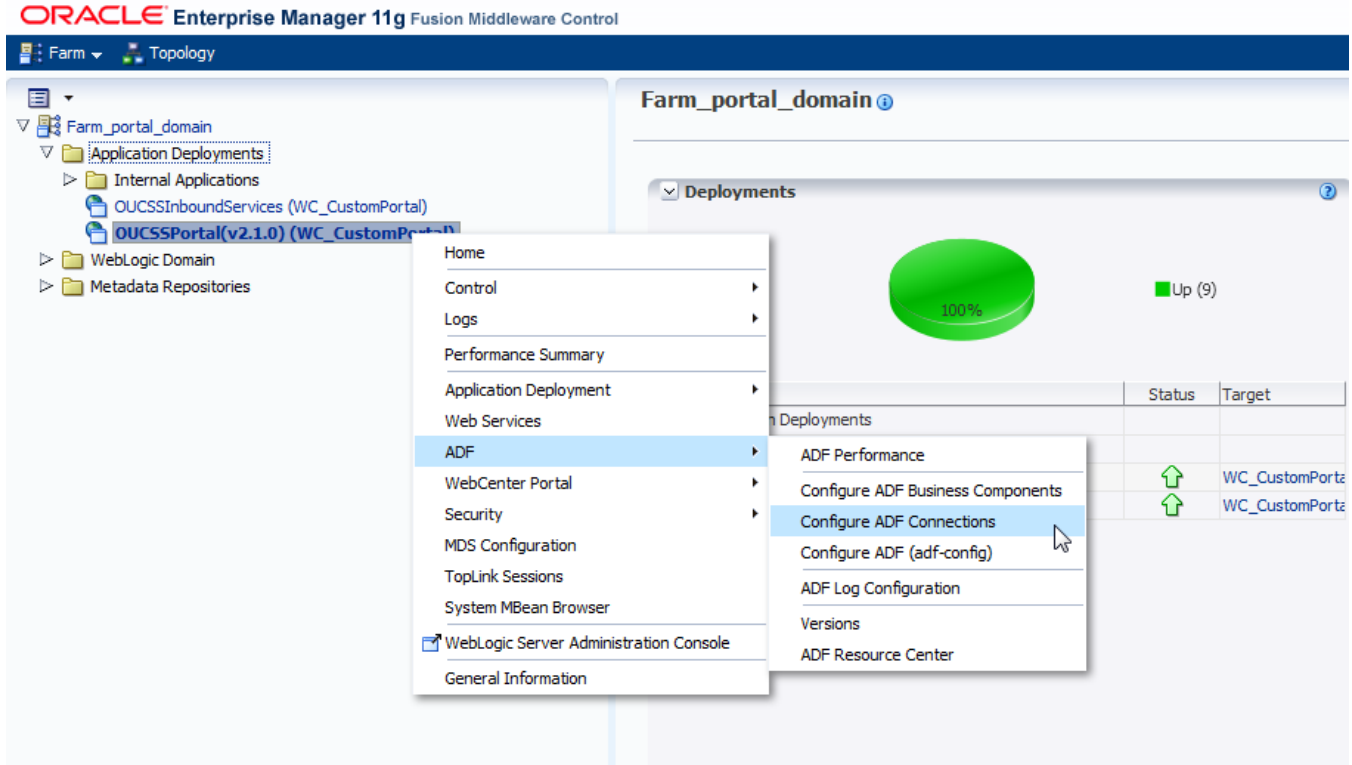 ORACLE Enterprise Manager 11g Fusion Middleware Control
Farm Topology
Farm_portal_domain
Application Deployments
Internal Applications
OUCSSInboundServices (WC_CustomPortal)
OUCSSPortal(v2.1.0) (WC_CustomPortal)
WebLogic Domain
Metadata Repositories
Home
Control
Logs
Performance Summary
Application Deployment
Web Services
ADF
WebCenter Portal
Security
MDS Configuration
TopLink Sessions
System MBean Browser
WebLogic Server Administration Console
General Information
ADF Performance
Configure ADF Business Components
Configure ADF Connections
Configure ADF (adf-config)
ADF Log Configuration
Versions
ADF Resource Center
Farm_portal_domain
Deployments
100%
Up (9)
Status Target
n Deployments
WC_CustomPorta
WC_CustomPorta